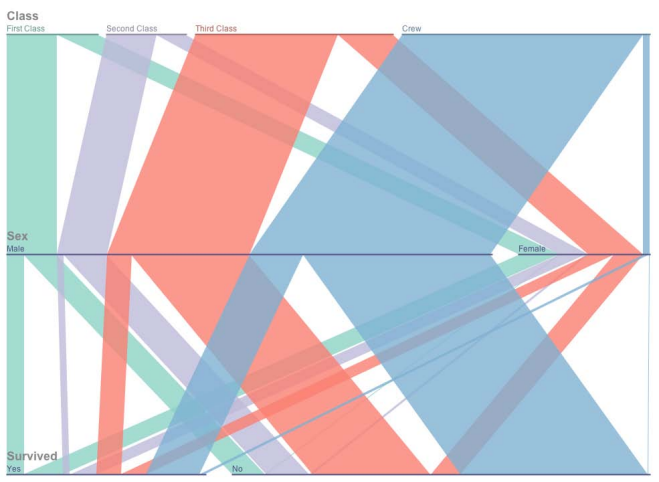 Class
First Class Second Class Third Class Crew
Sex
Male Female
Survived
Yes No